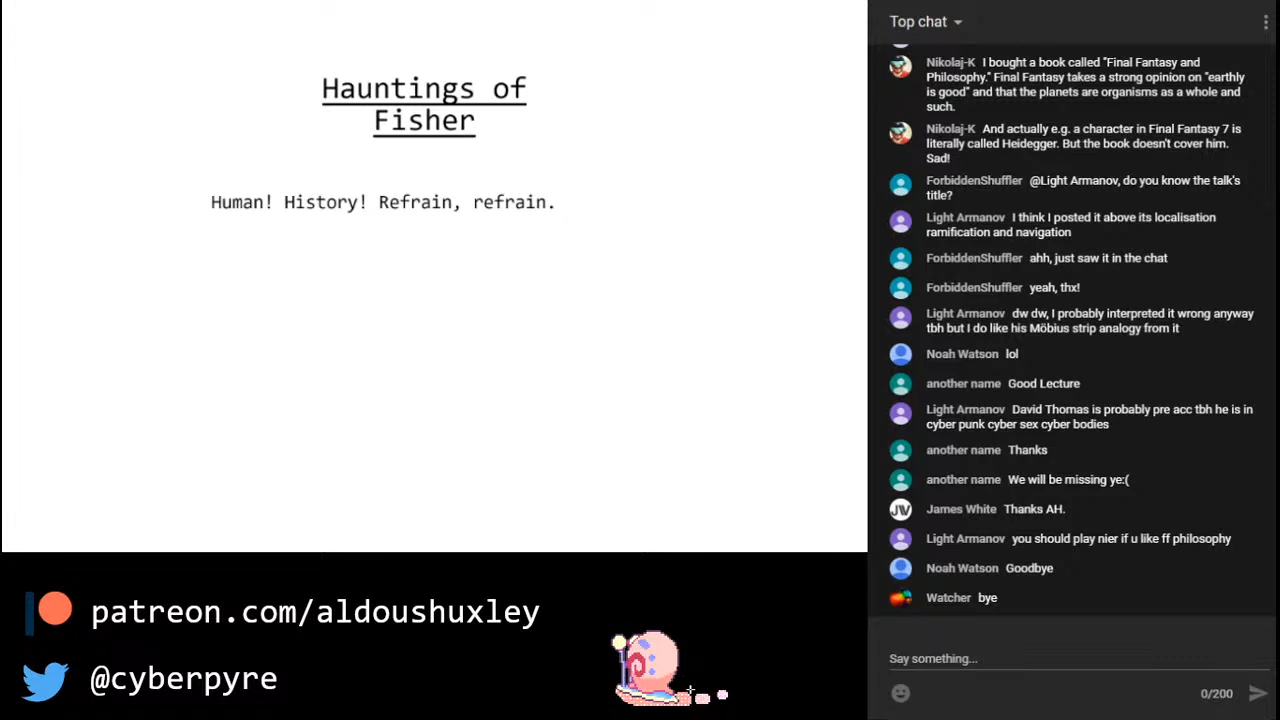 Hauntings of
Fisher
Human! History! Refrain, refrain.
patreon.com/aldoushuxley
@cyberpyre
Top chat
Nikolaj-K I bought a book called "Final Fantasy and
Philosophy." Final Fantasy takes a strong opinion on "earthly
is good" and that the planets are organisms as a whole and
such.
Nikolaj-K And actually e.g. a character in Final Fantasy 7 is
literally called Heidegger. But the book doesn't cover him.
Sad!
ForbiddenShuffler @Light Armanov, do you know the talk's
title?
Light Armanov I think I posted it above its localisation
ramification and navigation
ForbiddenShuffler ahh, just saw it in the chat
ForbiddenShuffler yeah, thx!
Light Armanov dw dw, I probably interpreted it wrong anyway
tbh but I do like his Möbius strip analogy from it
Noah Watson lol
another name Good Lecture
Light Armanov David Thomas is probably pre acc tbh he is in
cyber punk cyber sex cyber bodies
another name Thanks
another name We will be missing ye:(
JW James White Thanks AH.
Light Armanov you should play nier if u like ff philosophy
Noah Watson Goodbye
Watcher bye
Say something...
0/200